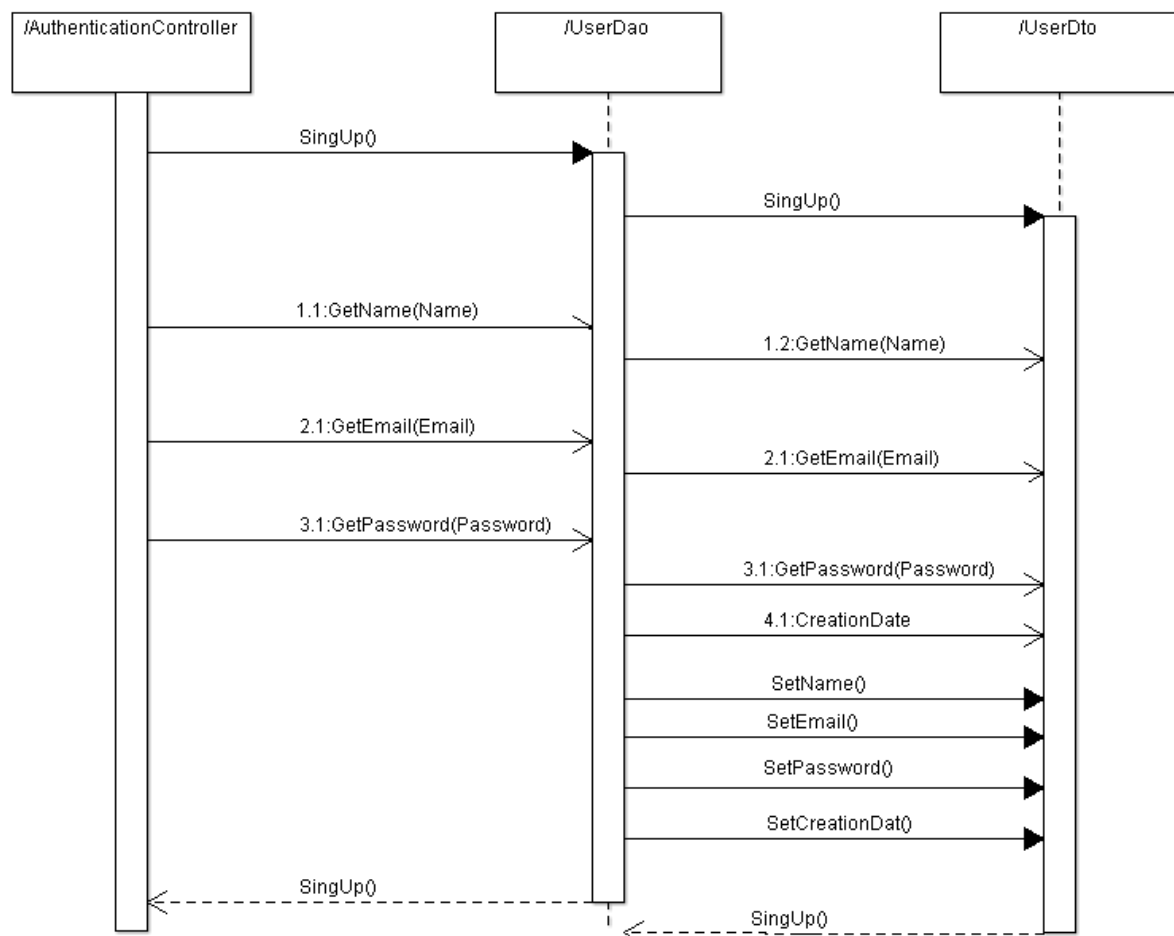 /AuthenticationController
/UserDao
/UserDto
SingUp()
SingUp()
1.1:GetName(Name)
1.2:GetName(Name)
2.1:GetEmail(Email)
2.1:GetEmail(Email)
3.1:GetPassword(Password)
3.1:GetPassword(Password)
4.1:CreationDate
SetName()
SetEmail()
SetPassword()
SetCreationDat()
SingUp()
SingUp()